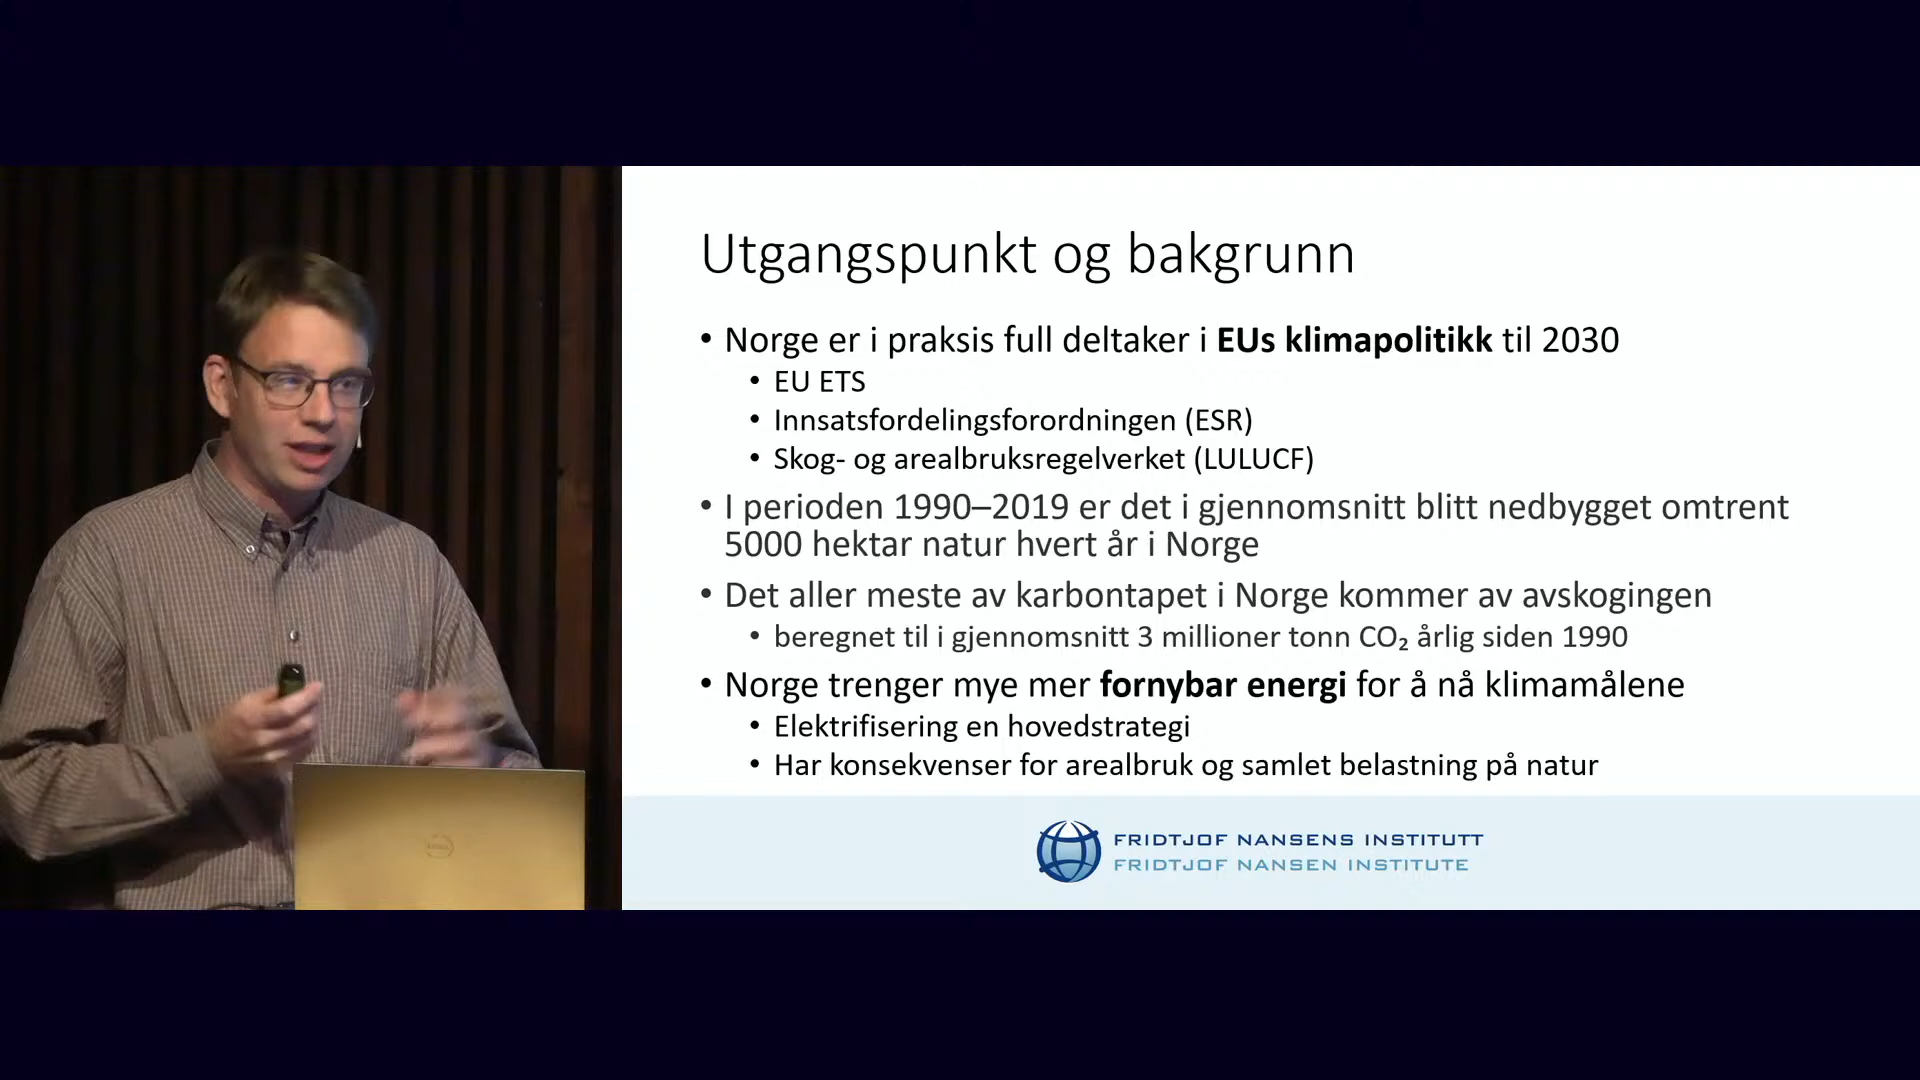 Utgangspunkt og bakgrunn
• Norge er i praksis full deltaker i EUs klimapolitikk til 2030
• EU ETS
• Innsatsfordelingsforordningen (ESR)
• Skog- og arealbruksregelverket (LULUCF)
• I perioden 1990–2019 er det i gjennomsnitt blitt nedbygget omtrent
5000 hektar natur hvert år i Norge
• Det aller meste av karbontapet i Norge kommer av avskogingen
• beregnet til i gjennomsnitt 3 millioner tonn CO₂ årlig siden 1990
• Norge trenger mye mer fornybar energi for å nå klimamålene
• Elektrifisering en hovedstrategi
• Har konsekvenser for arealbruk og samlet belastning på natur
FRIDTJOF NANSENS INSTITUTT
FRIDTJOF NANSEN INSTITUTE